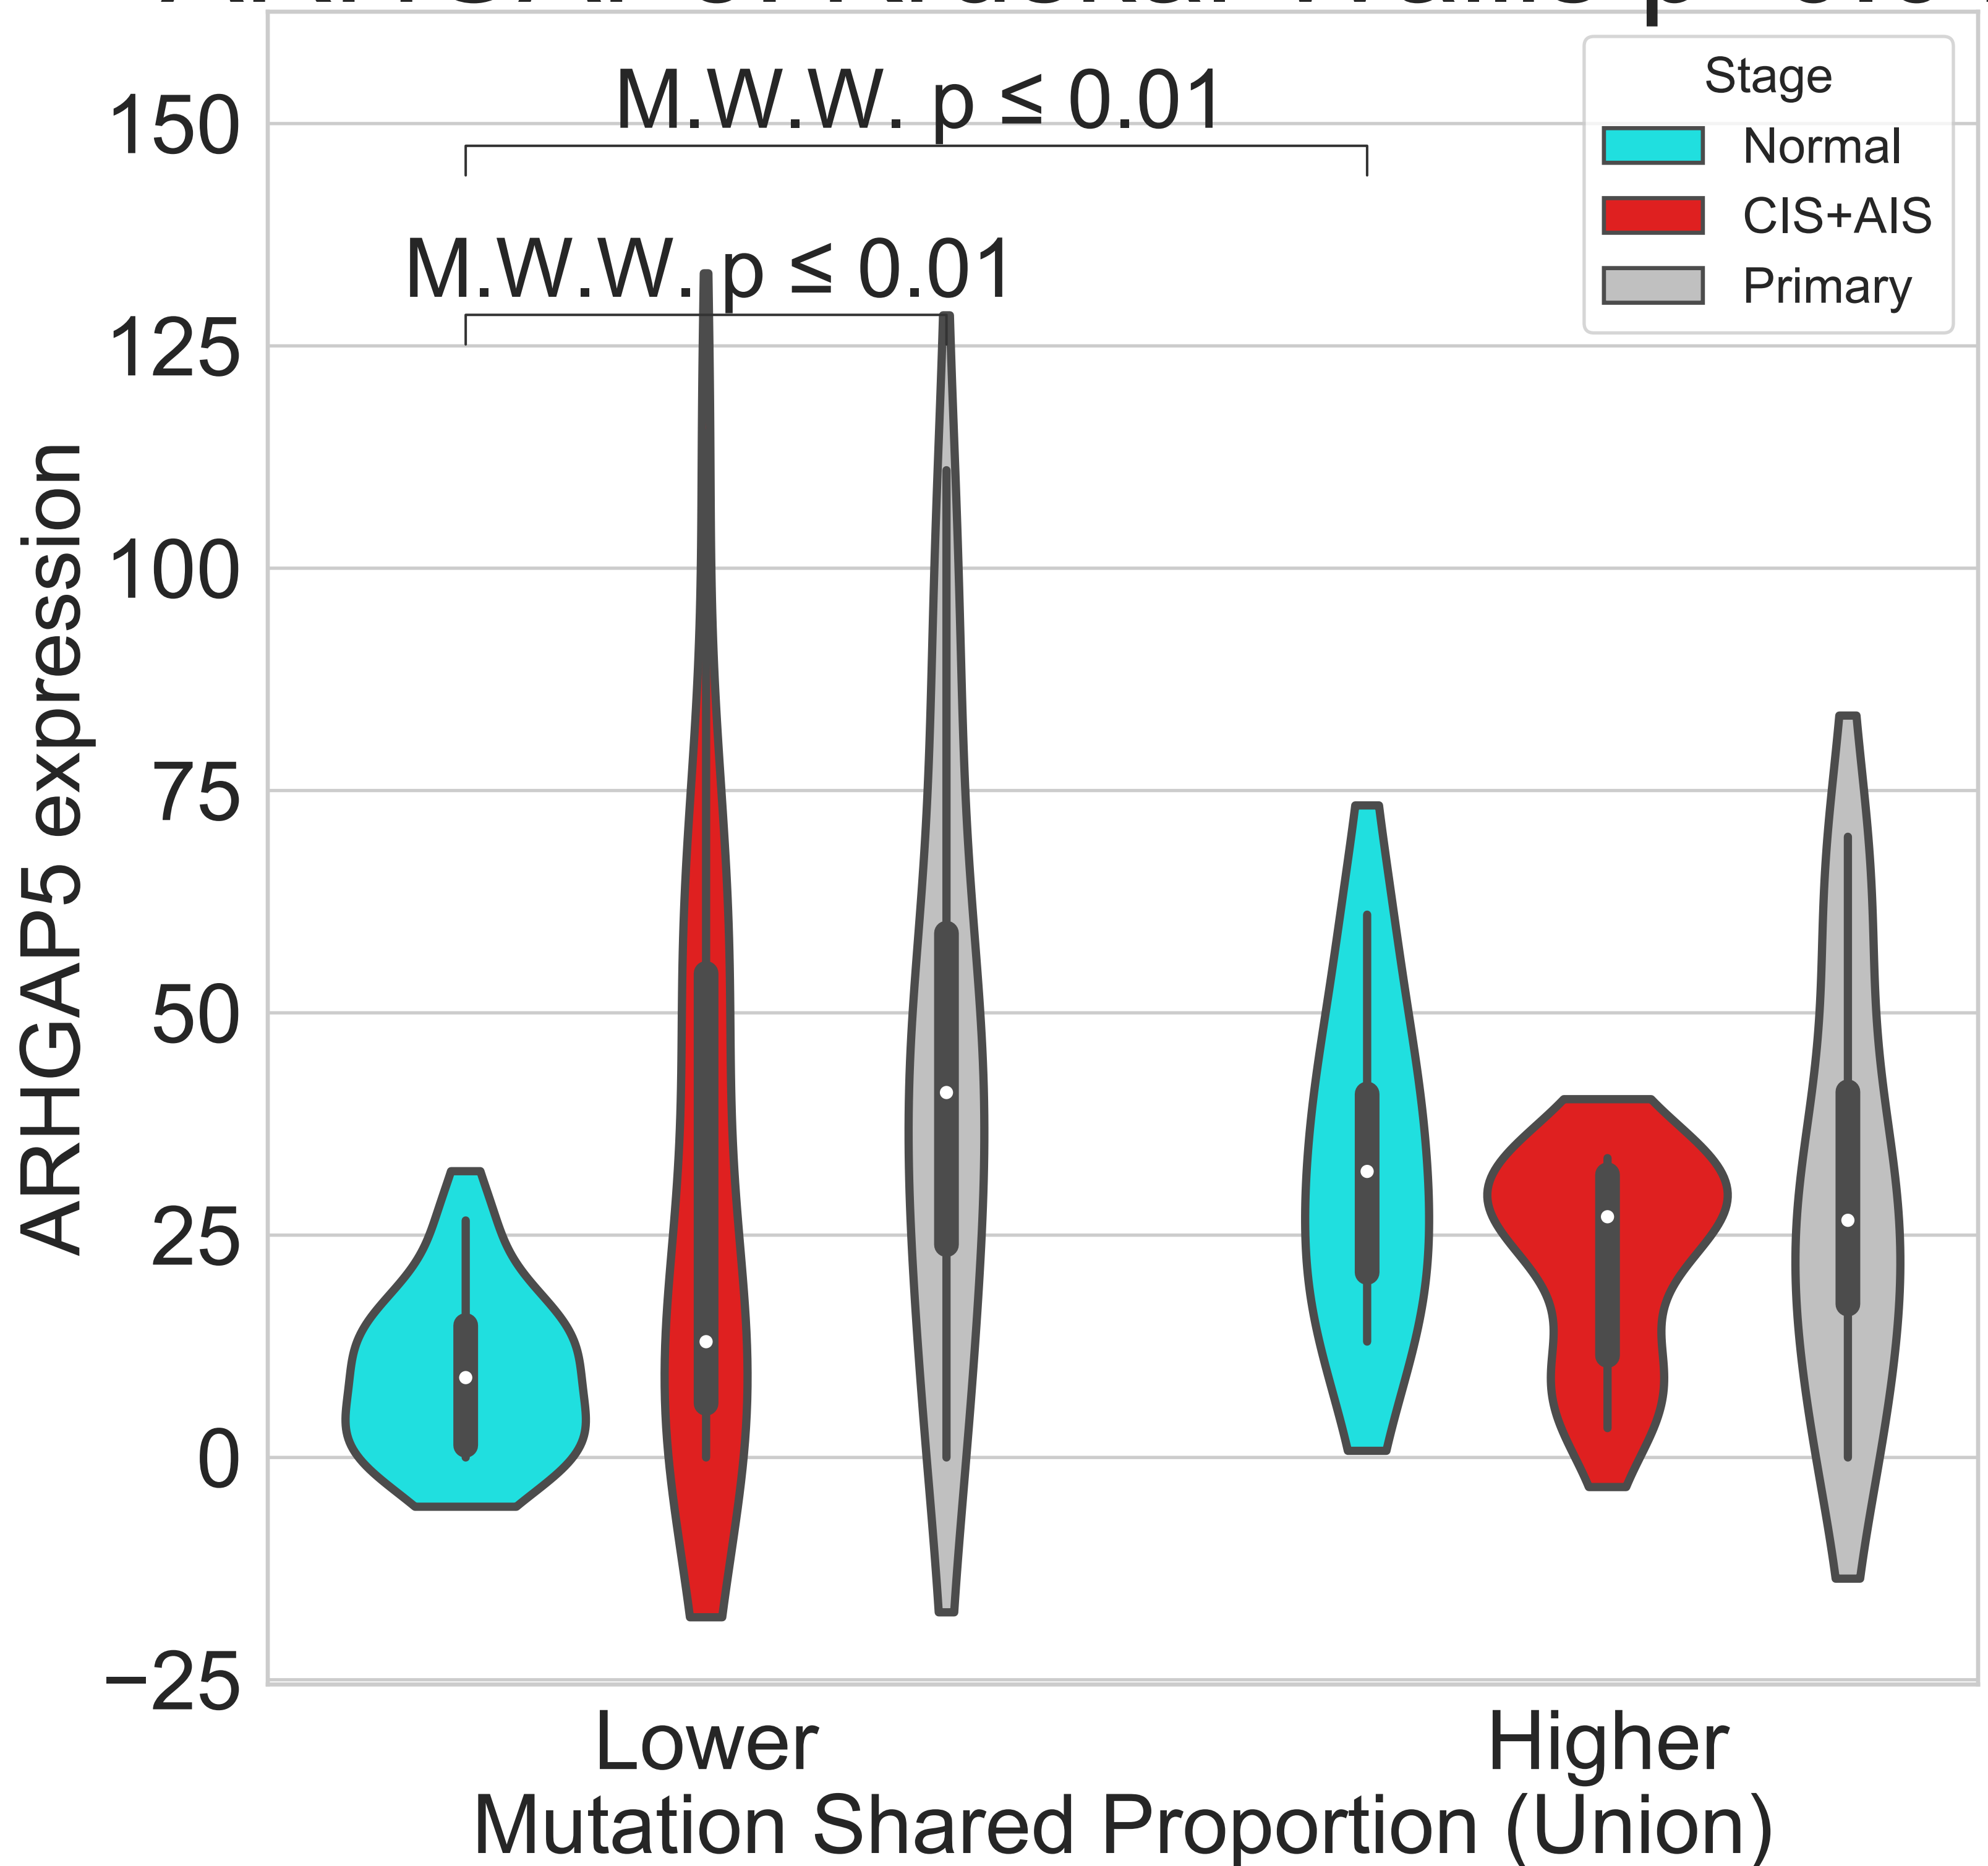 M.W.W. p ≤ 0.01
M.W.W. p ≤ 0.01
Stage
Normal
CIS+AIS
Primary
150
125
100
75
50
25
0
−25
ARHGAP5 expression
Lower
Higher
Mutation Shared Proportion (Union)